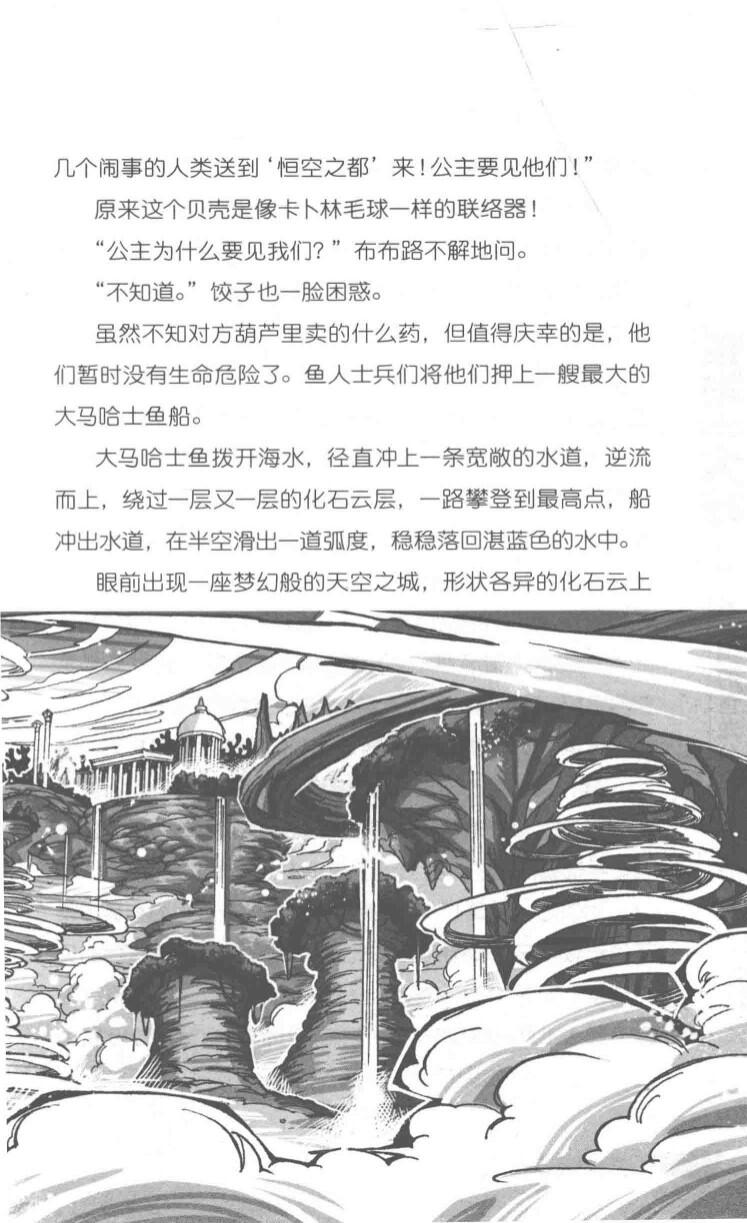 几个闹事的人类送到‘恒空之都’来！公主要见他们！”
原来这个贝壳是像卡卜林毛球一样的联络器！
“公主为什么要见我们？”布布路不解地问。
“不知道。”饺子也一脸困惑。
虽然不知对方葫芦里卖的什么药，但值得庆幸的是，他
们暂时没有生命危险了。鱼人士兵们将他们押上一艘最大的
大马哈士鱼船。
大马哈士鱼拨开海水，径直冲上一条宽敞的水道，逆流
而上，绕过一层又一层的化石云层，一路攀登到最高点，船
冲出水道，在半空滑出一道弧度，稳稳落回湛蓝色的水中。
眼前出现一座梦幻般的天空之城，形状各异的化石云上